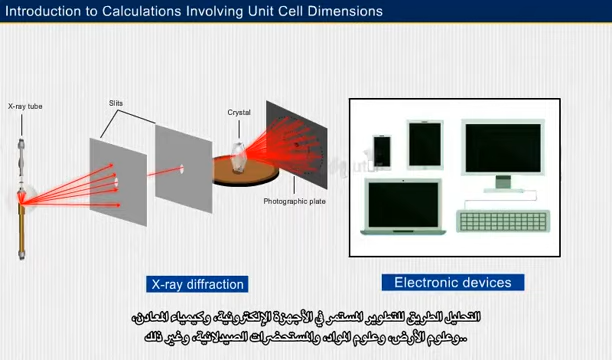 Introduction to Calculations Involving Unit Cell Dimensions
X-ray tube
Slits
Crystal
Photographic plate
X-ray diffraction
Electronic devices
التحليل الطريق للتطوير المستمر في الأجهزة الإلكترونية، وكيمياء المعادن،
وعلوم الأرض، وعلوم المواد، والمستحضرات الصيدلانية، وغير ذلك..